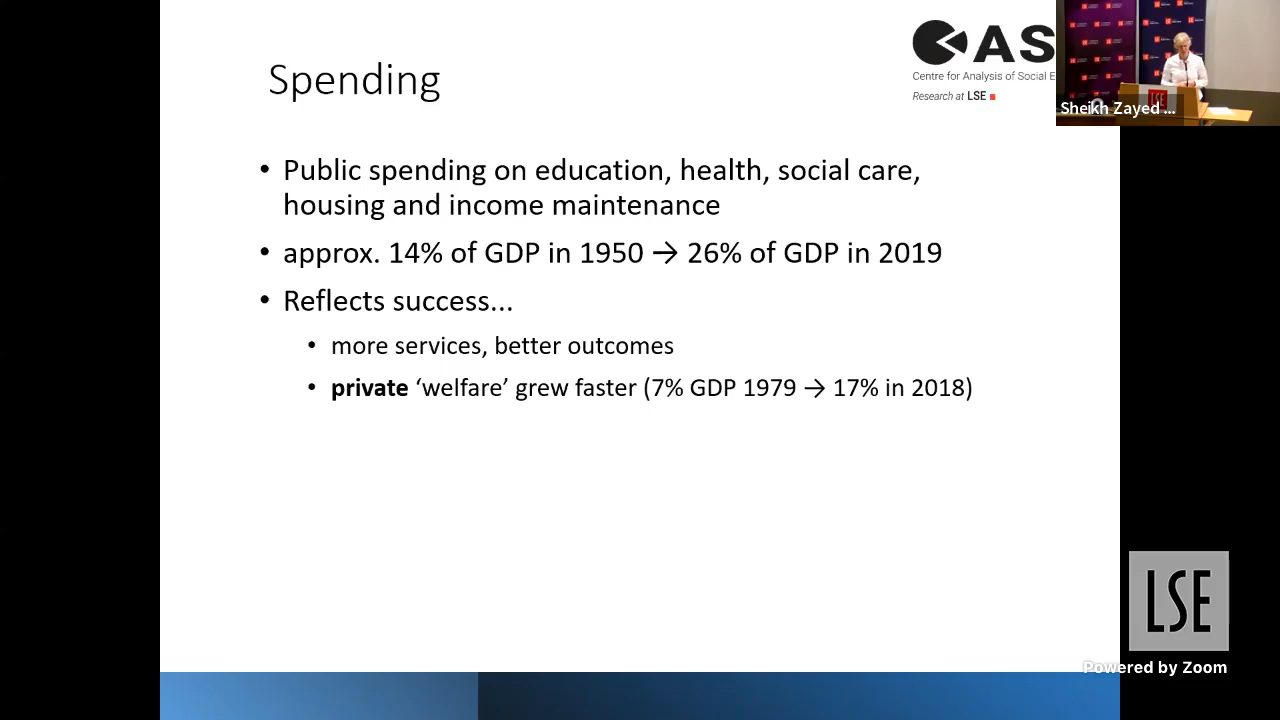 Spending
CAS
Centre for Analysis of Social E
Research at LSE
Sheikh Zayed ...
LSE
• Public spending on education, health, social care,
housing and income maintenance
• approx. 14% of GDP in 1950 → 26% of GDP in 2019
• Reflects success...
• more services, better outcomes
• private ‘welfare’ grew faster (7% GDP 1979 → 17% in 2018)
LSE
Powered by Zoom